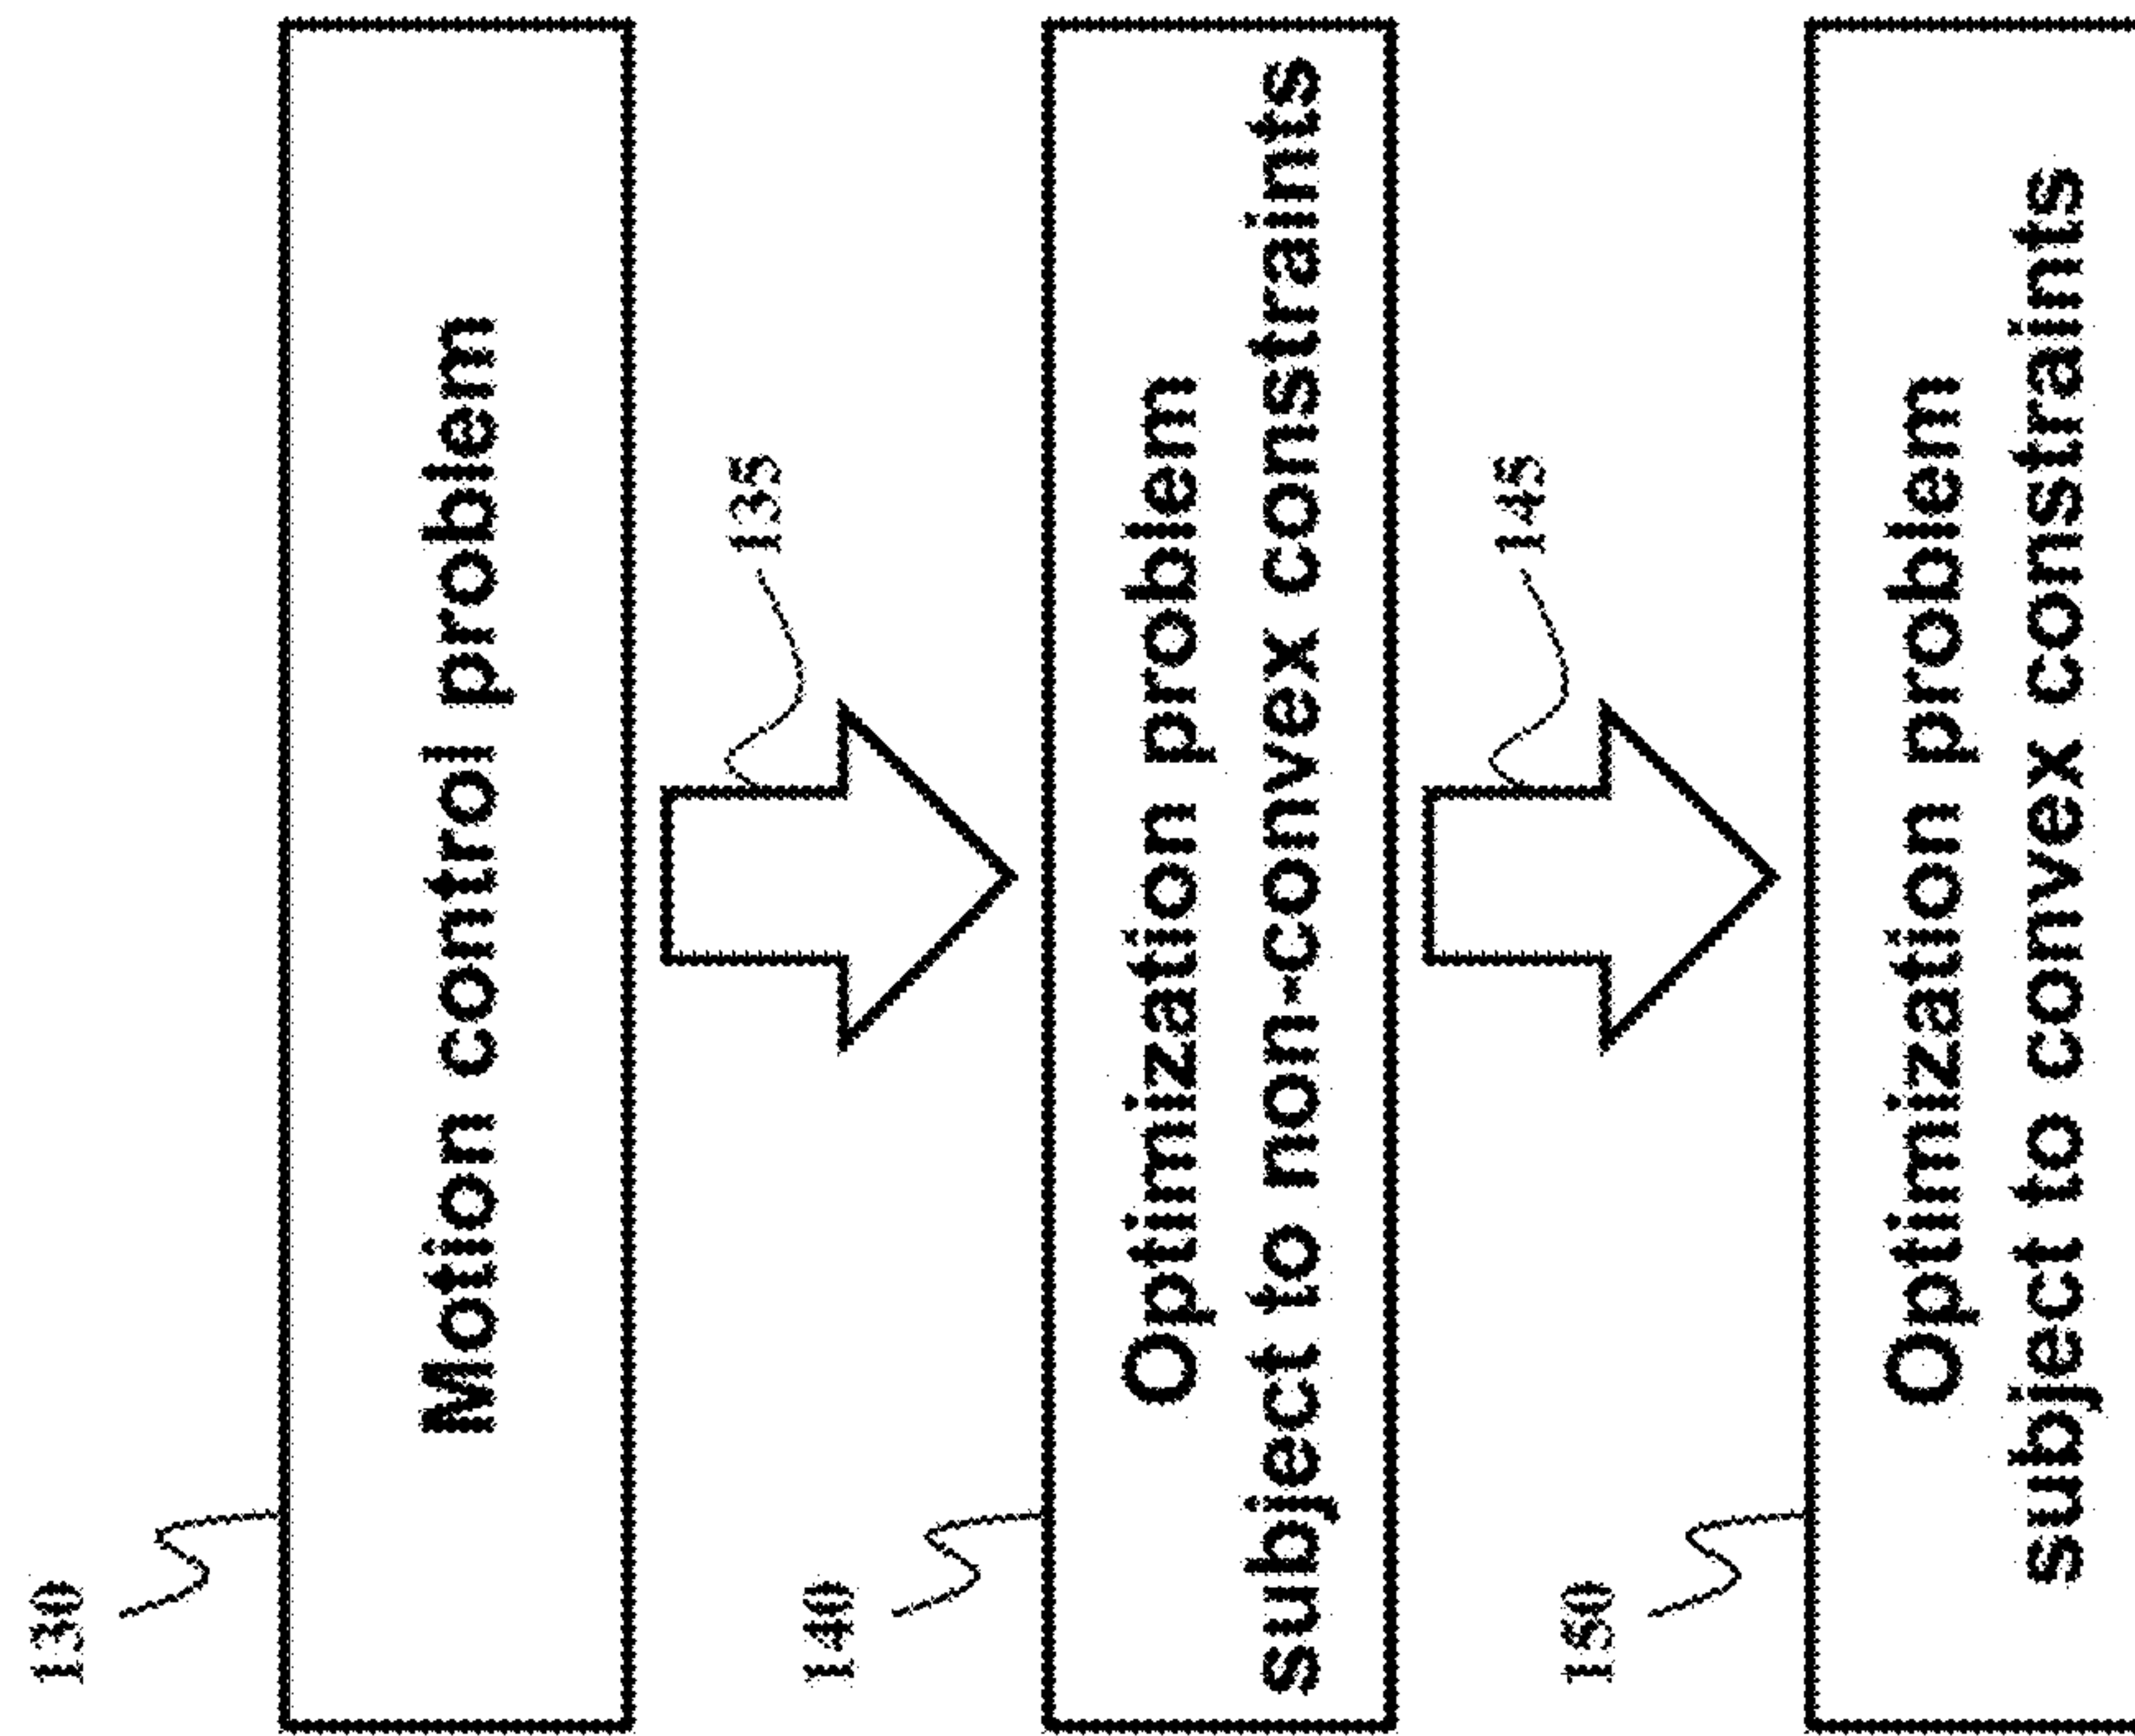 130
Motion control problem
135
140
Optimization problem
subject to non-convex constraints
145
150
Optimization problem
subject to convex constraints